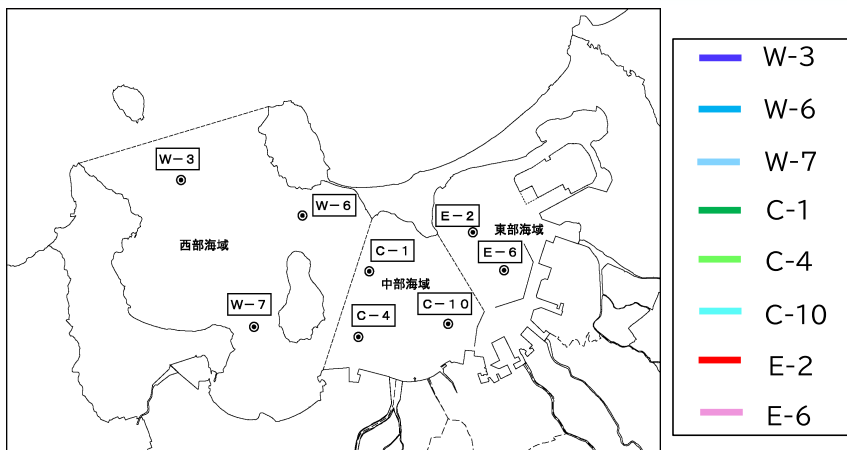 W－3
W－6
E－2
東部海域
西部海域
C－1
E－6
中部海域
W－7
C－10
C－4
W-3
W-6
W-7
C-1
C-4
C-10
E-2
E-6